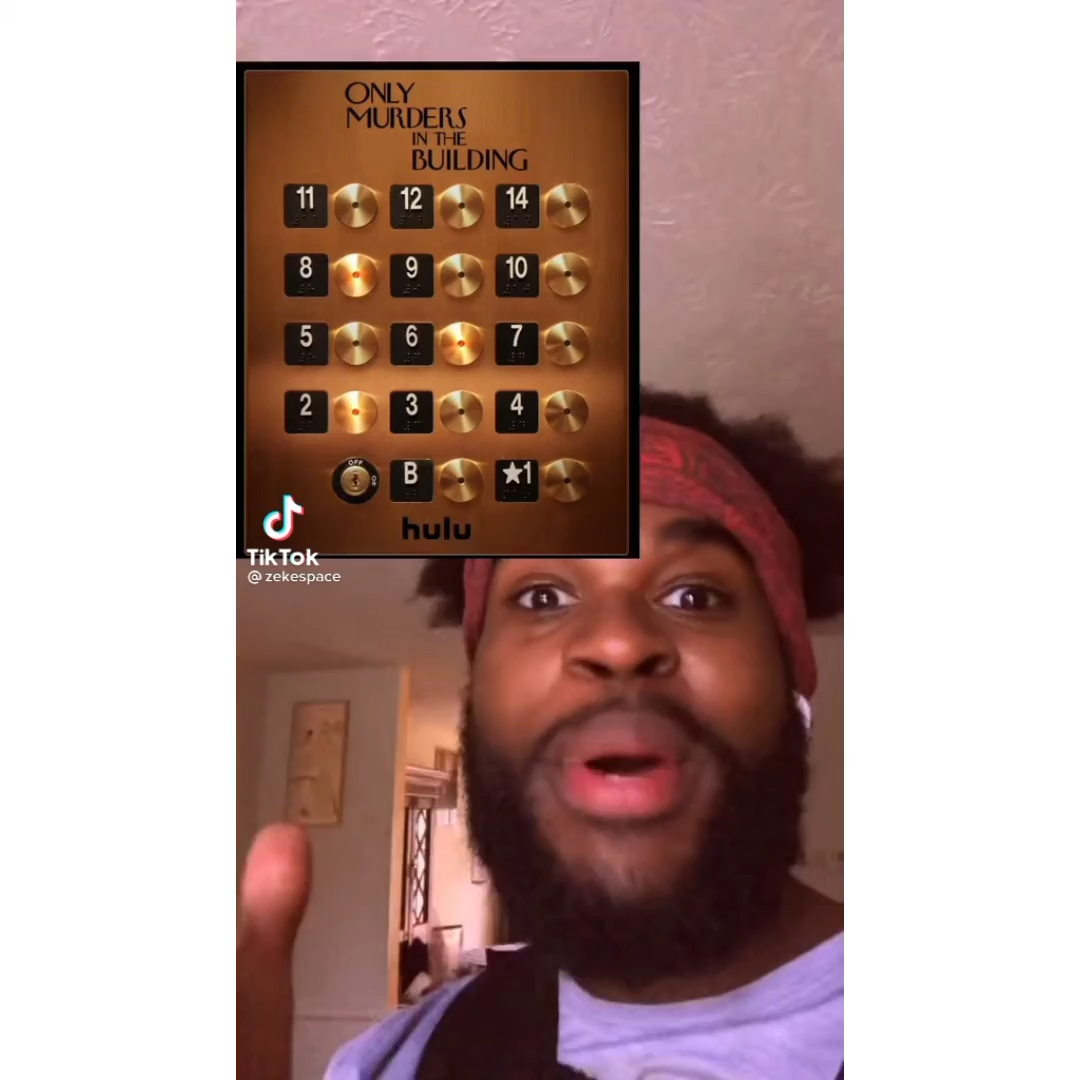 ONLY
MURDERS
IN THE
BUILDING
11 12 14
8 9 10
5 6 7
2 3 4
OFF
ON
B ★1
hulu
TikTok
@zekespace